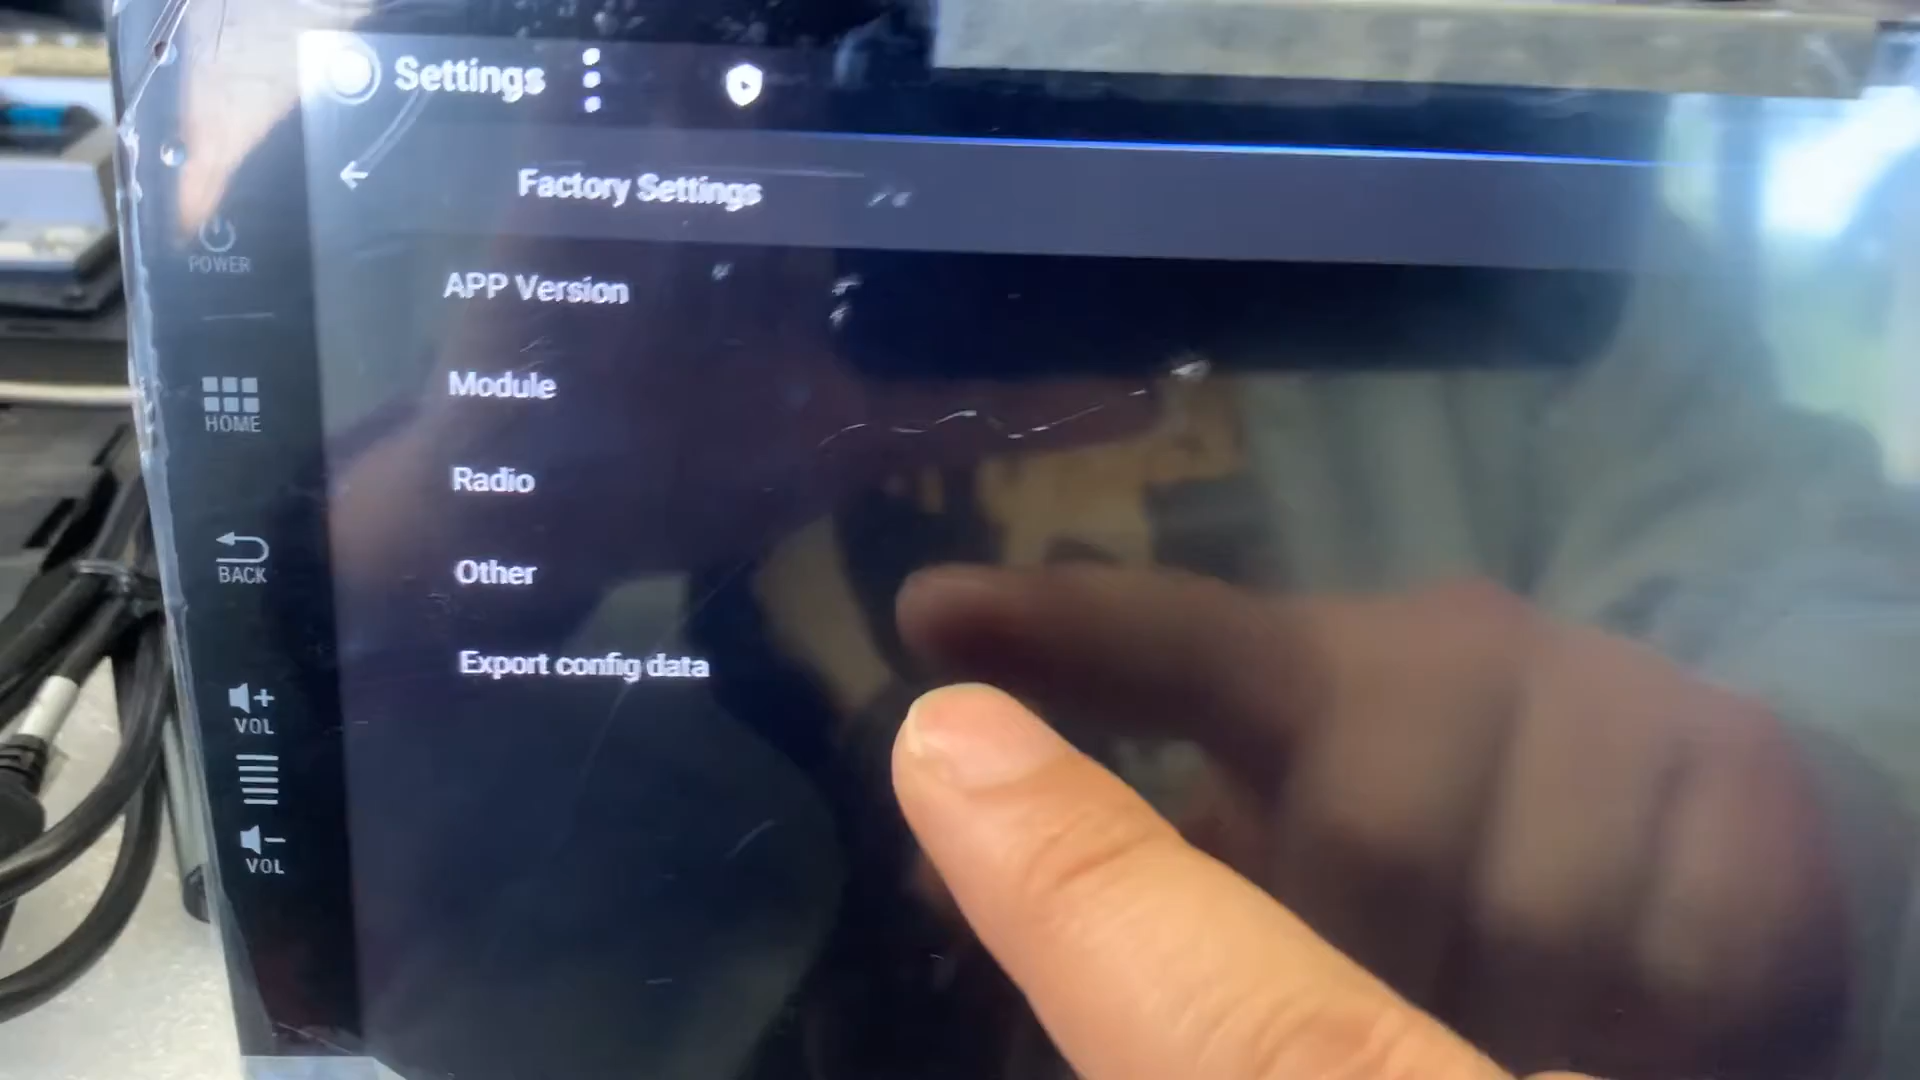 Settings
Factory Settings
APP Version
Module
Radio
Other
Export config data
POWER
HOME
BACK
VOL
VOL